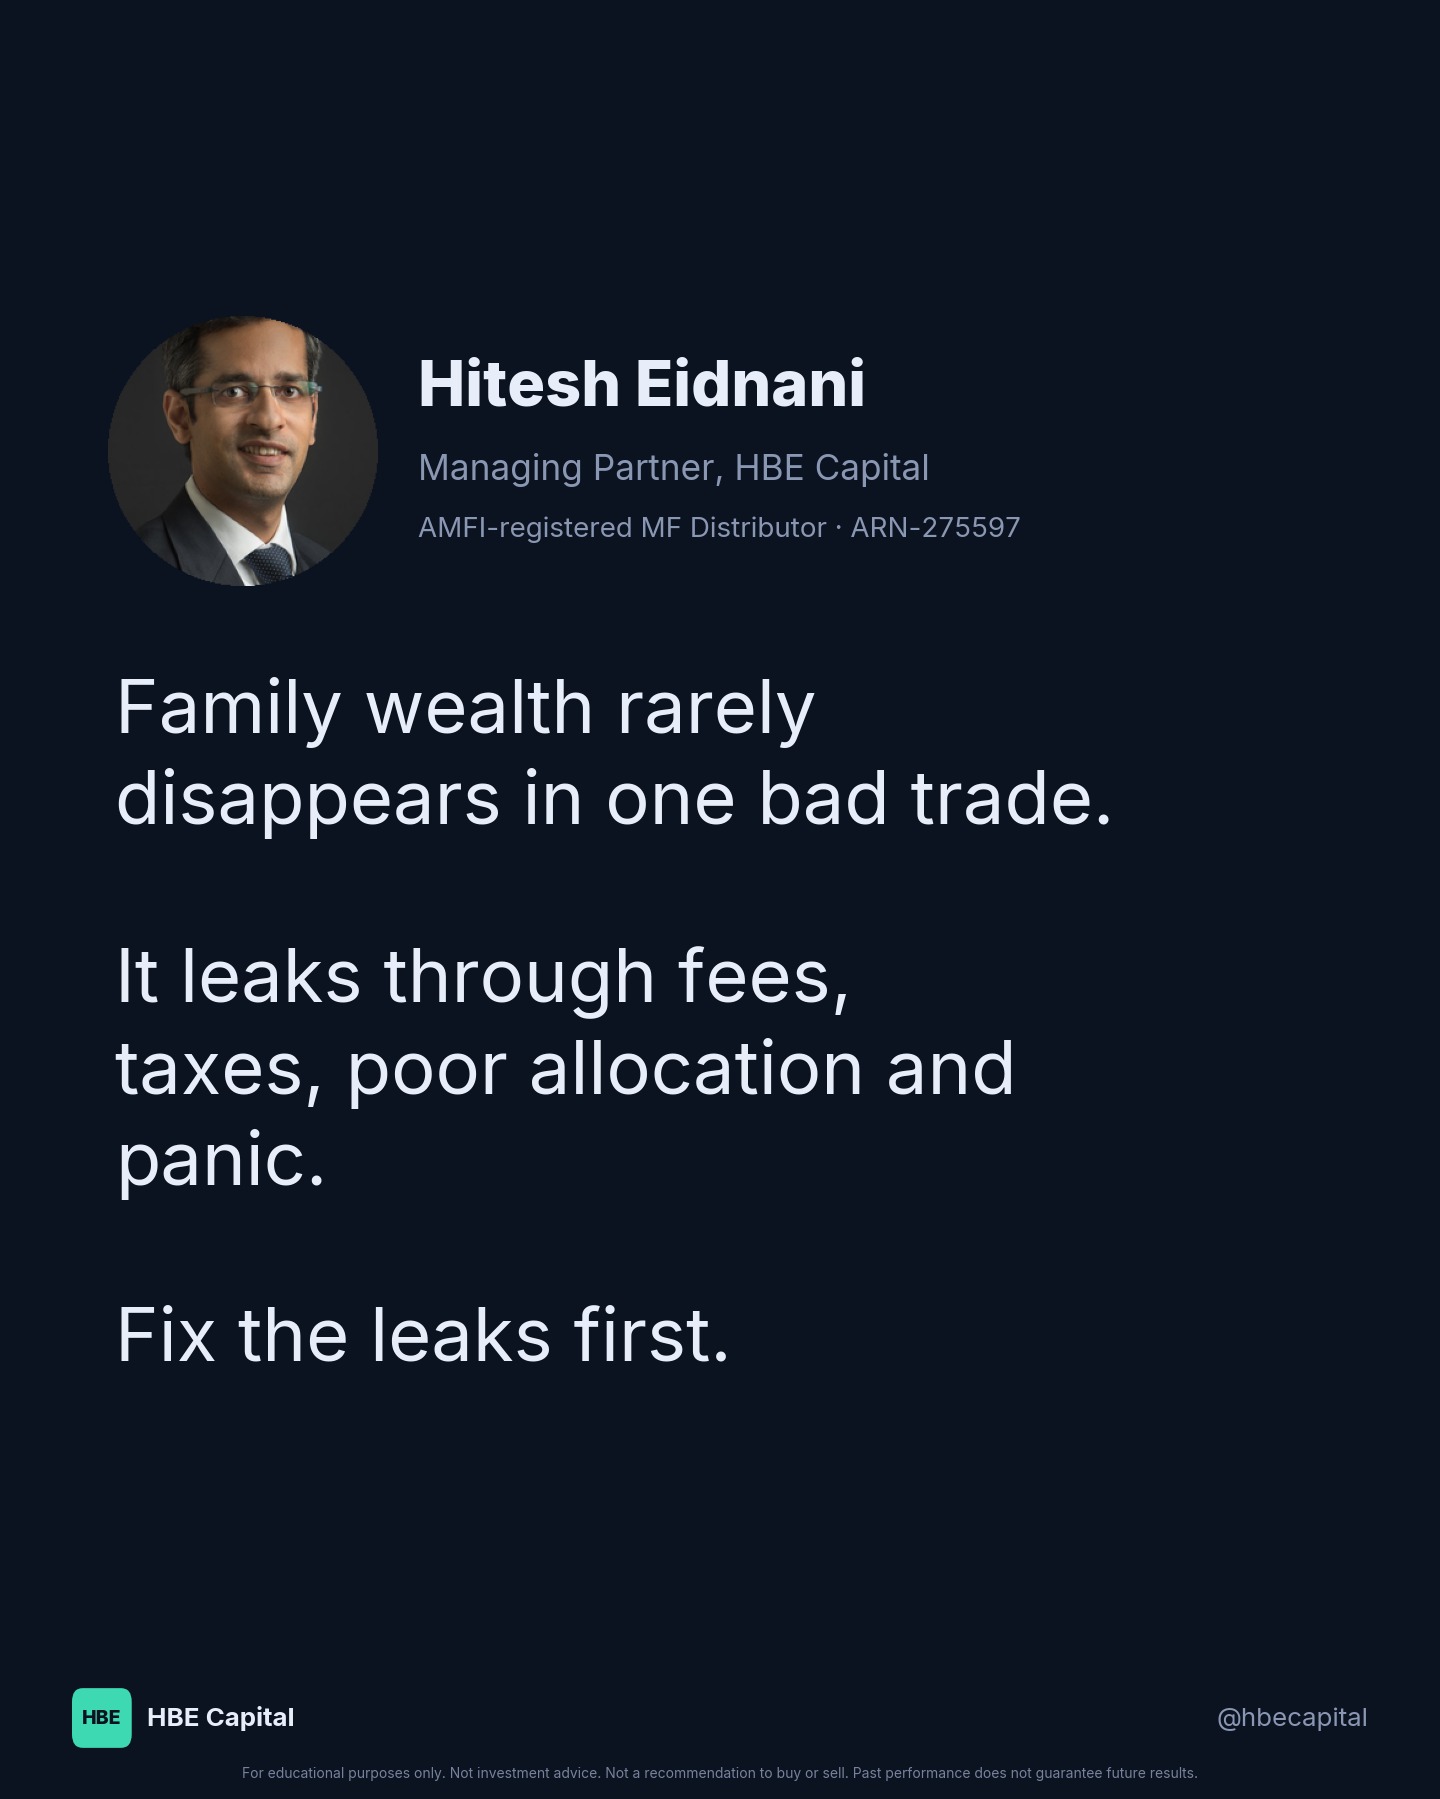 Hitesh Eidnani
Managing Partner, HBE Capital
AMFI-registered MF Distributor · ARN-275597
Family wealth rarely
disappears in one bad trade.
It leaks through fees,
taxes, poor allocation and
panic.
Fix the leaks first.
HBE HBE Capital
@hbecapital
For educational purposes only. Not investment advice. Not a recommendation to buy or sell. Past performance does not guarantee future results.